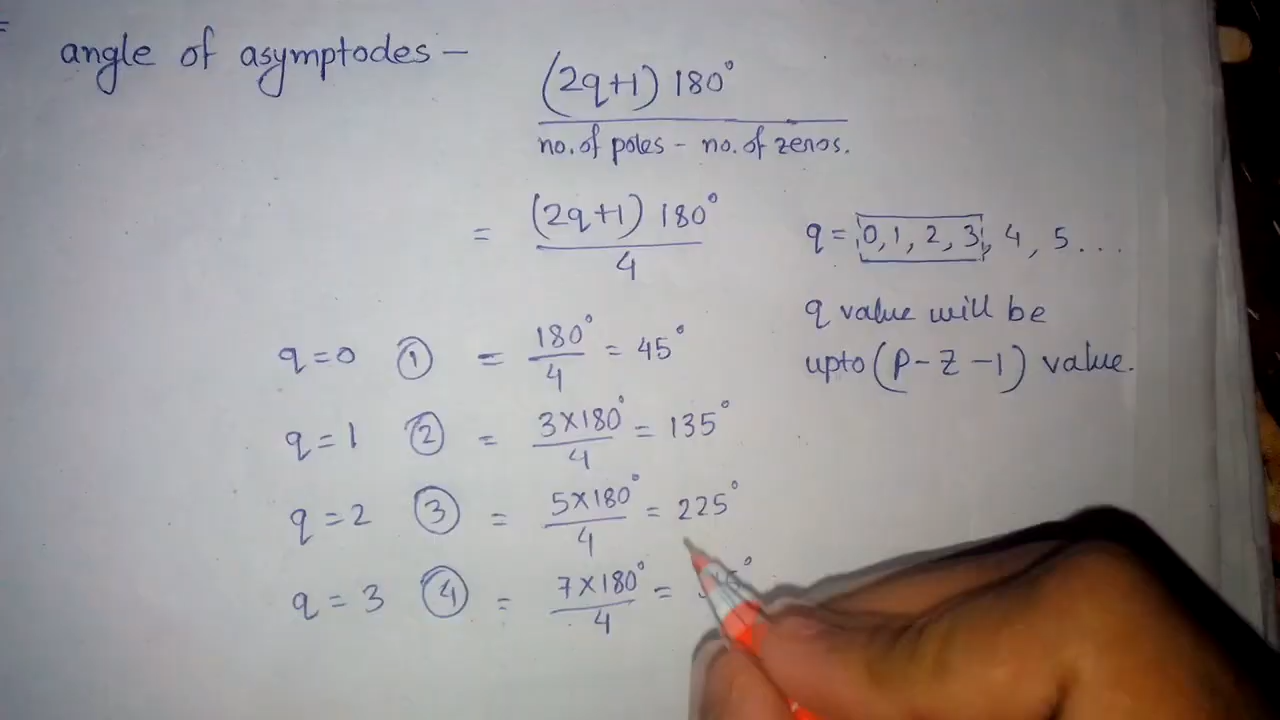 angle of asymptodes -
(2q+1) 180°
no. of poles - no. of zeros.
= (2q+1) 180° / 4
q = 0, 1, 2, 3, 4, 5...
q value will be
upto (P-Z-1) value.
q=0 ① = 180° / 4 = 45°
q=1 ② = 3×180° / 4 = 135°
q=2 ③ = 5×180° / 4 = 225°
q=3 ④ = 7×180° / 4 =